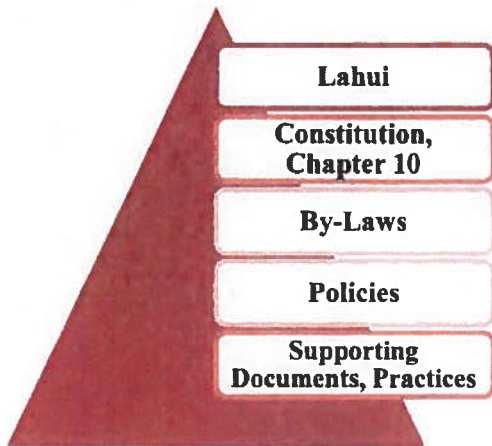 Lahui
Constitution,
Chapter 10
By-Laws
Policies
Supporting
Documents, Practices